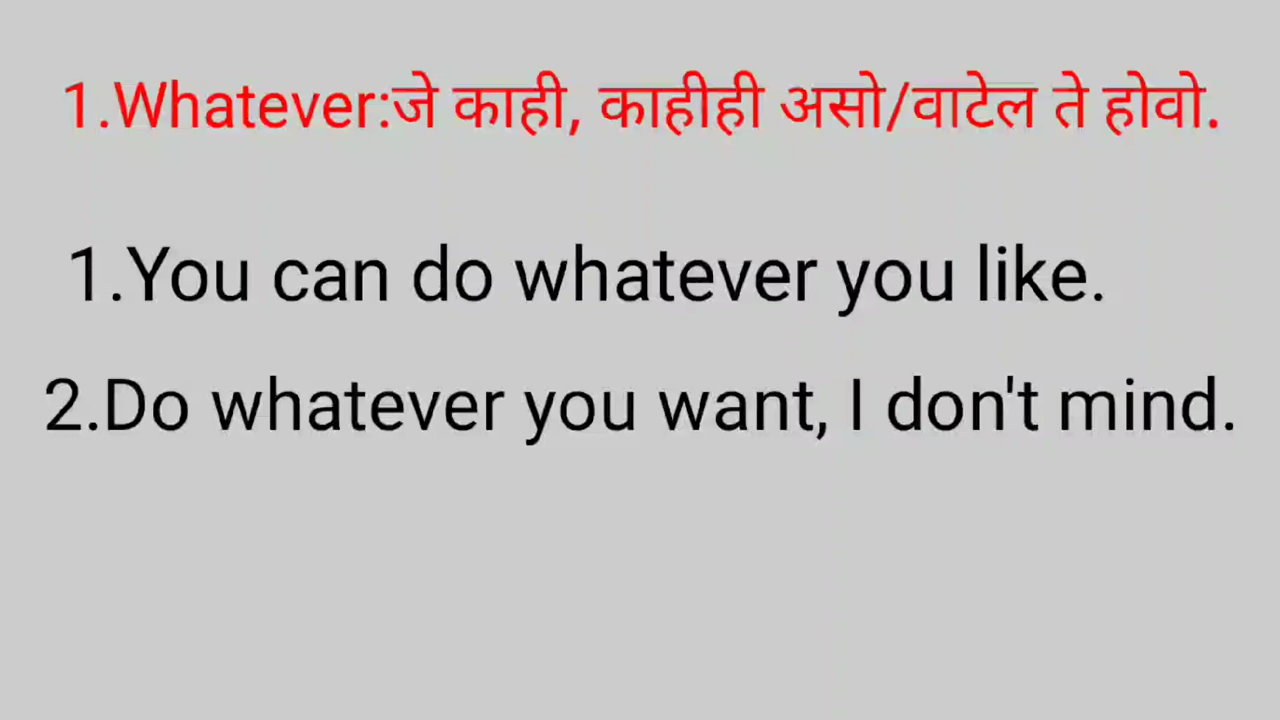 1.Whatever:जे काही, काहीही असो/वाटेल ते होवो.
1.You can do whatever you like.
2.Do whatever you want, I don't mind.